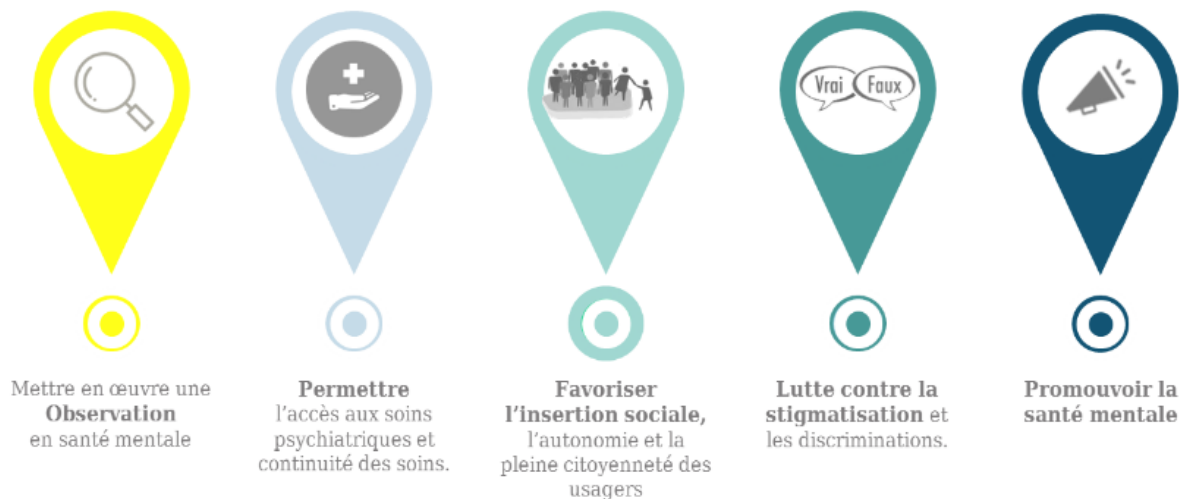 Vrai Faux
Mettre en œuvre une
Observation
en santé mentale
Permettre
l'accès aux soins
psychiatriques et
continuité des soins.
Favoriser
l'insertion sociale,
l'autonomie et la
pleine citoyenneté des
usagers
Lutte contre la
stigmatisation et
les discriminations.
Promouvoir la
santé mentale